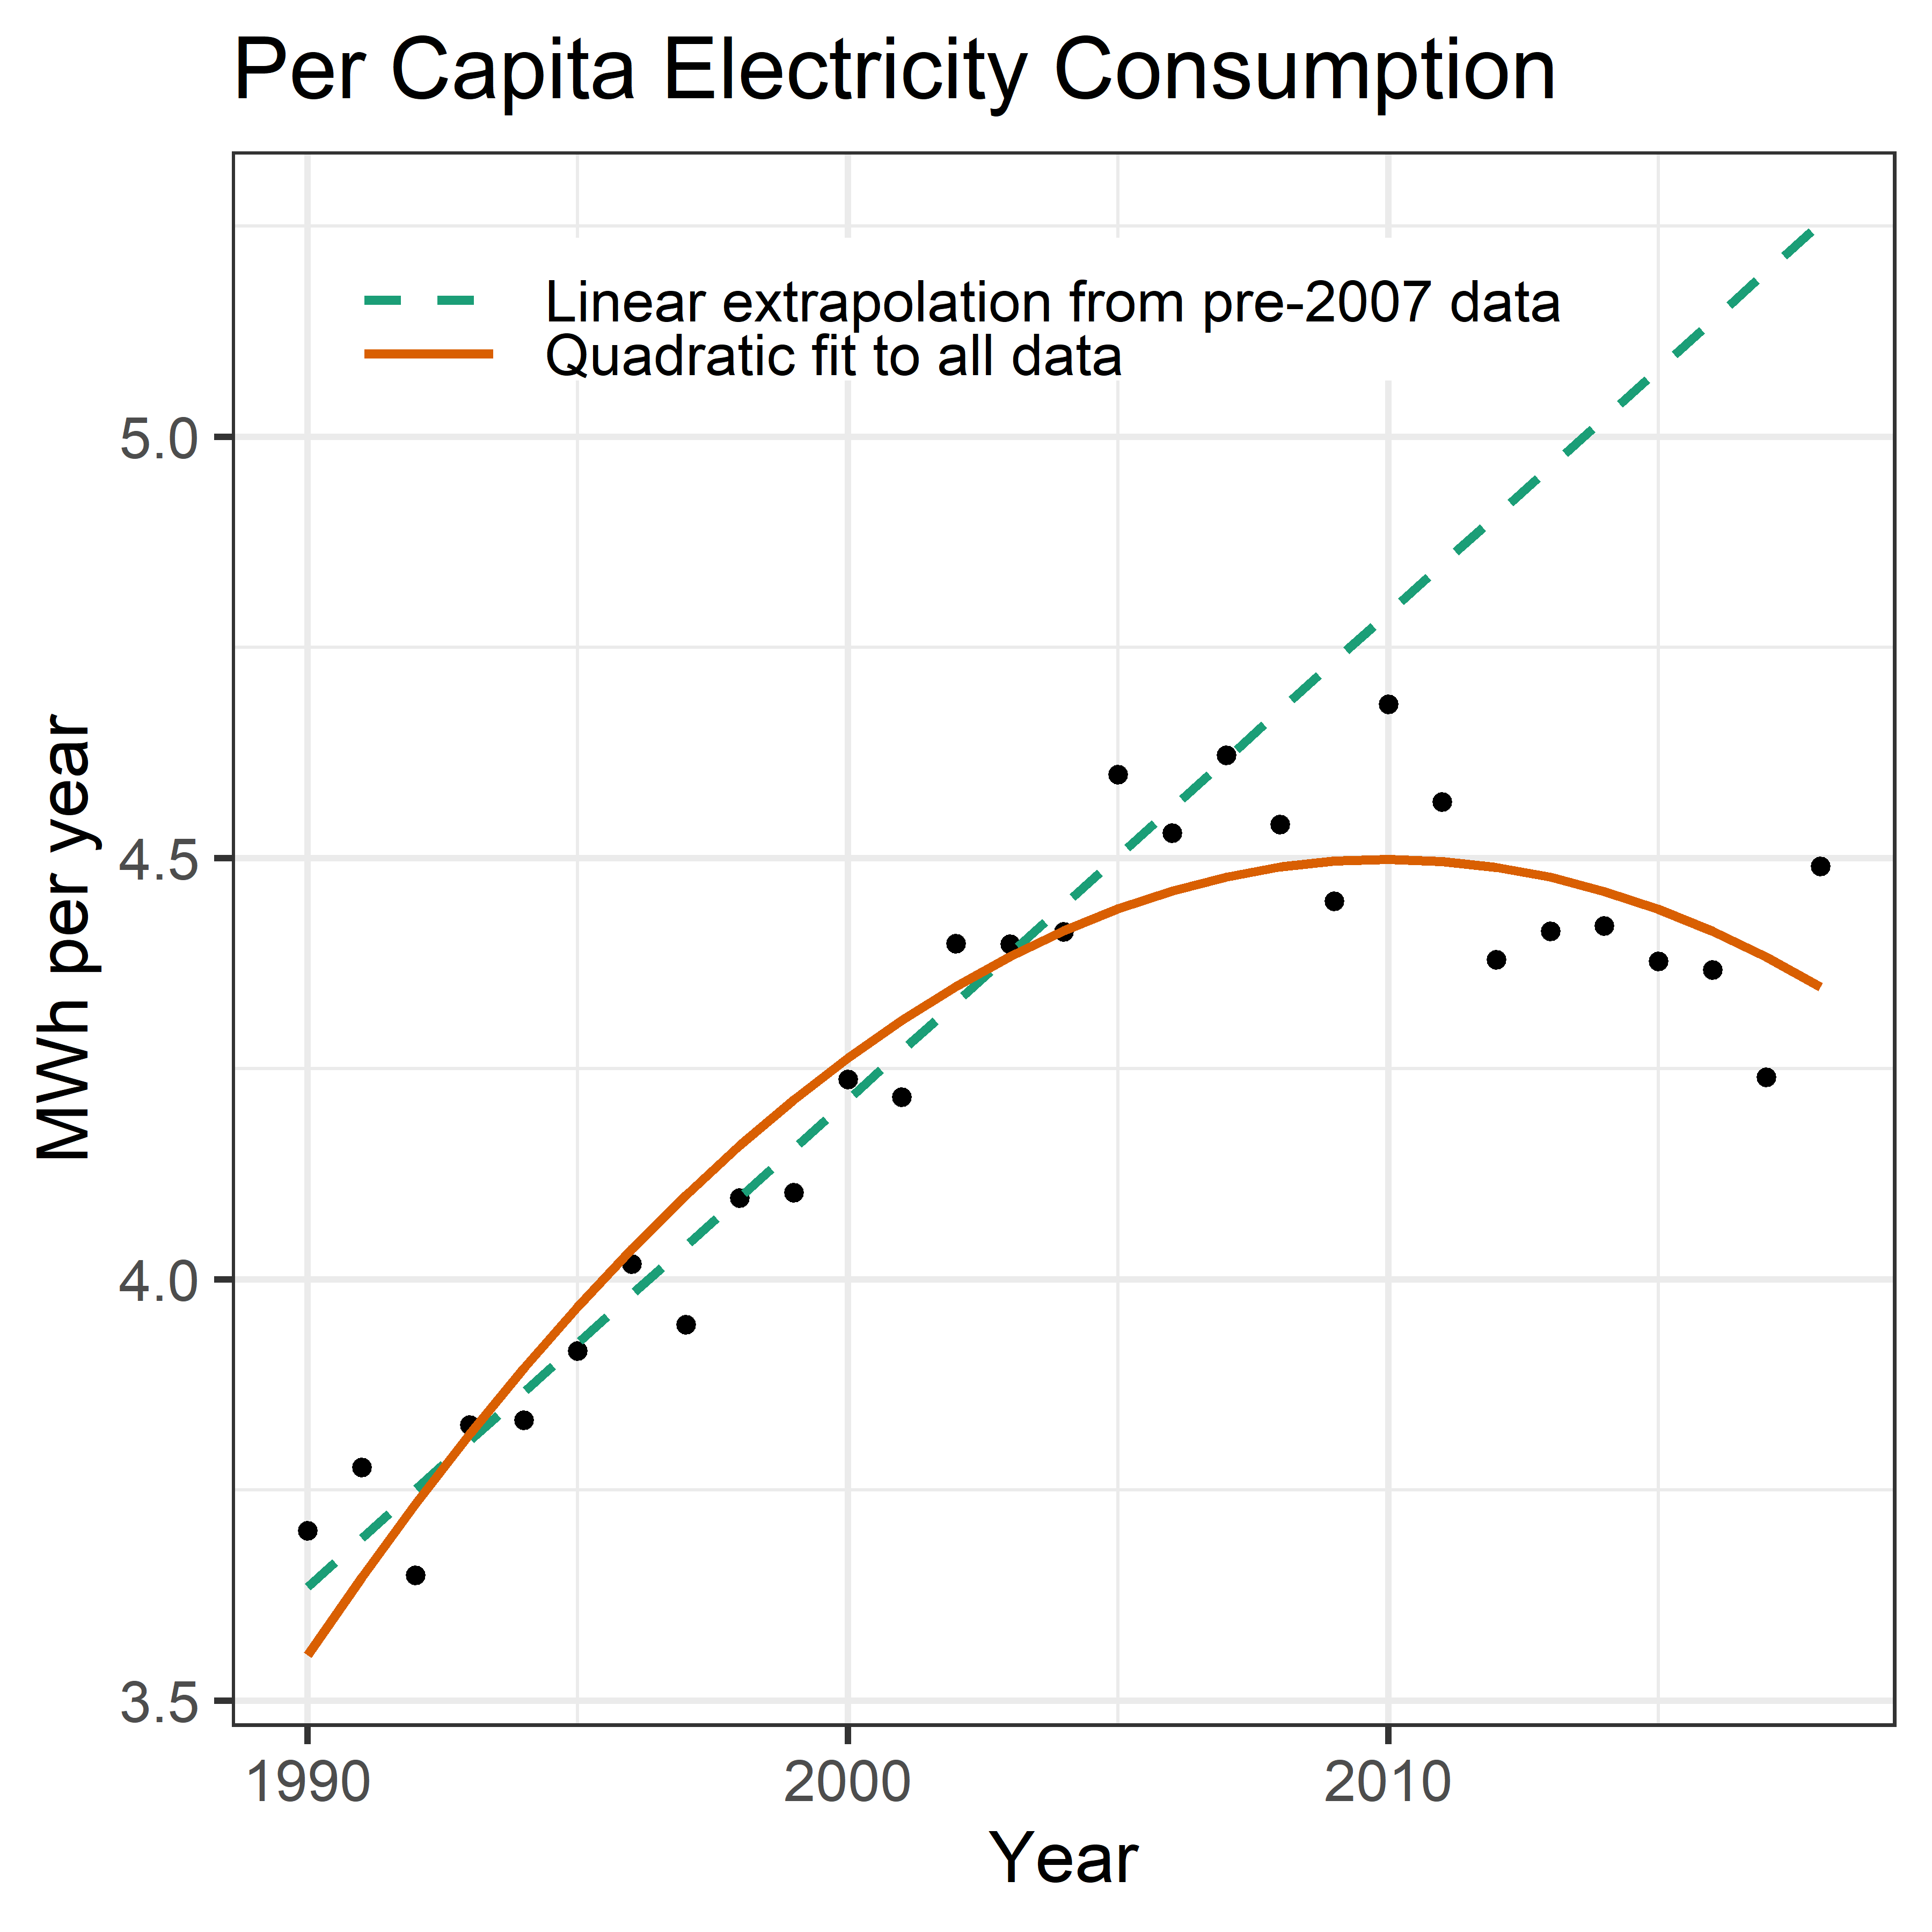 Per Capita Electricity Consumption
Linear extrapolation from pre-2007 data
Quadratic fit to all data
5.0
4.5
4.0
3.5
MWh per year
1990 2000 2010
Year